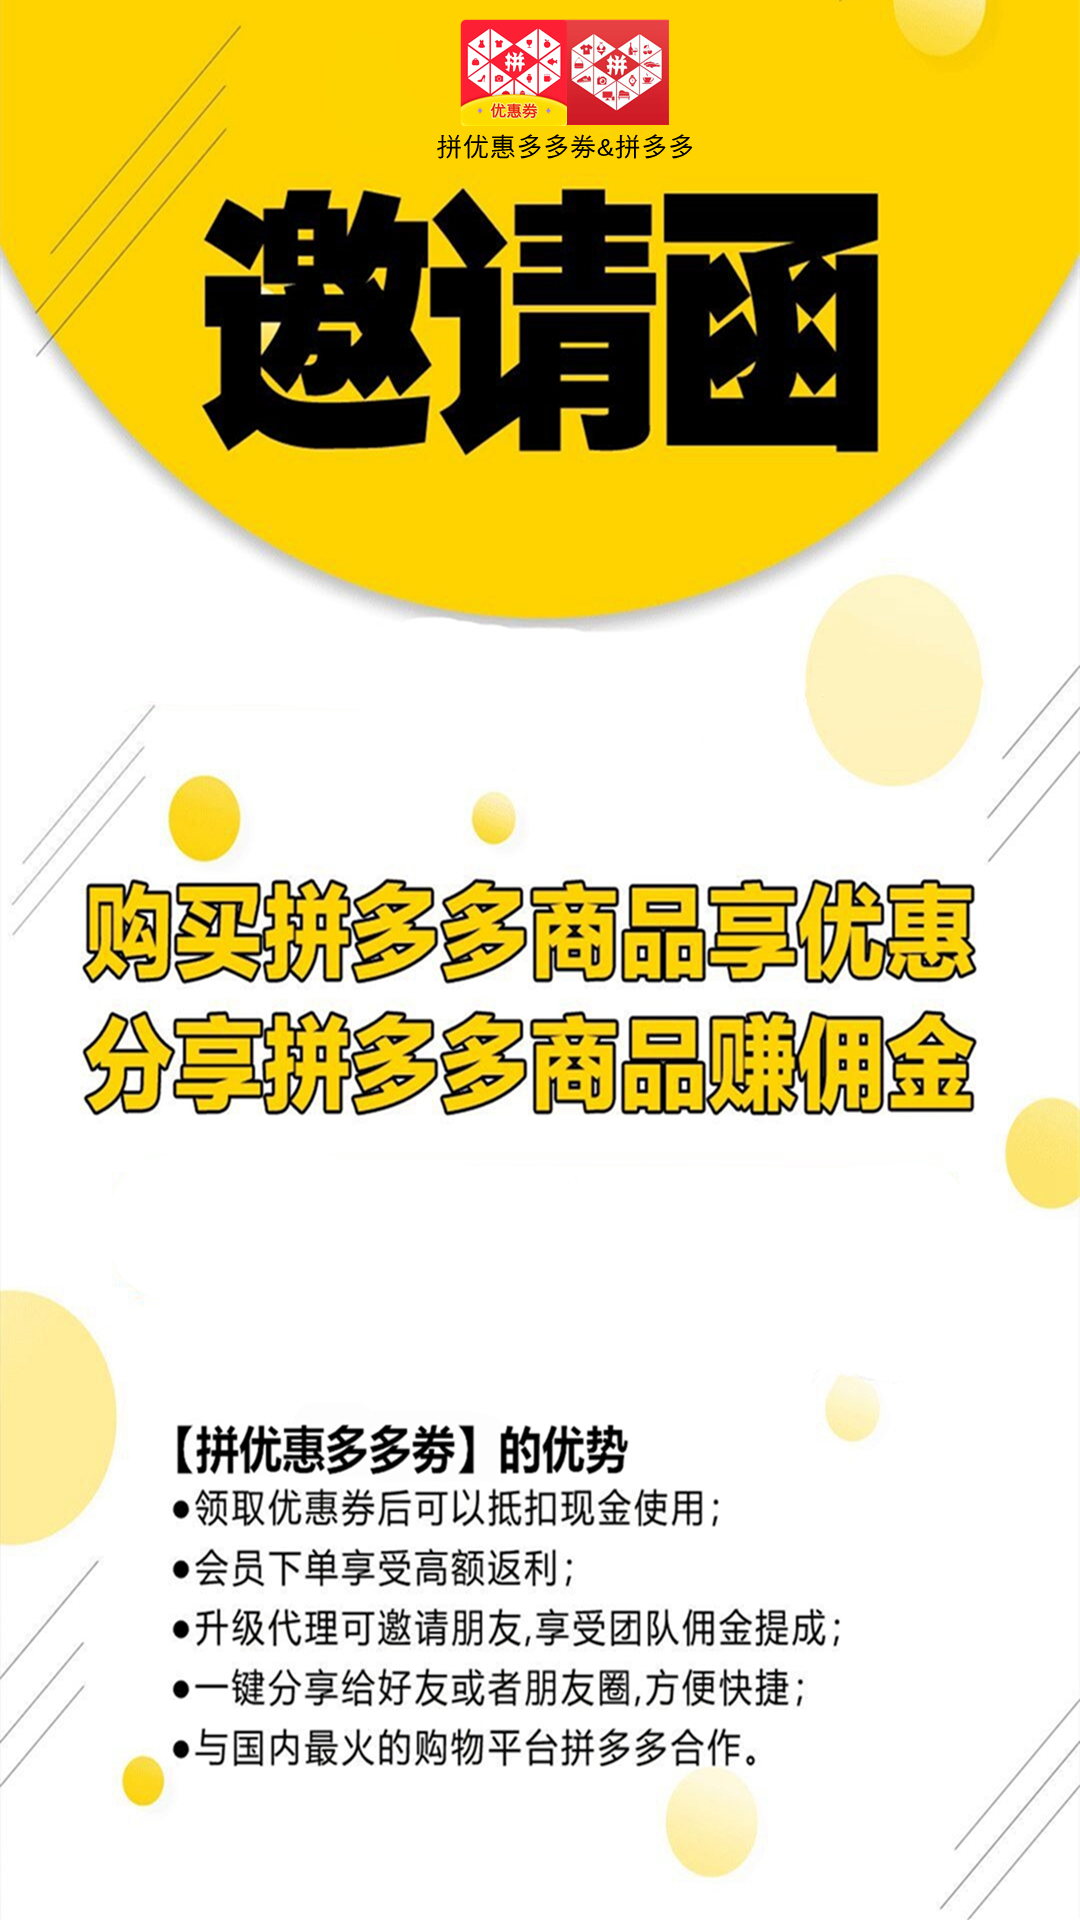 拼 拼
优惠劵
拼优惠多多劵&拼多多
邀请函
购买拼多多商品享优惠
分享拼多多商品赚佣金
【拼优惠多多劵】的优势
●领取优惠券后可以抵扣现金使用；
●会员下单享受高额返利；
●升级代理可邀请朋友,享受团队佣金提成；
●一键分享给好友或者朋友圈,方便快捷；
●与国内最火的购物平台拼多多合作。